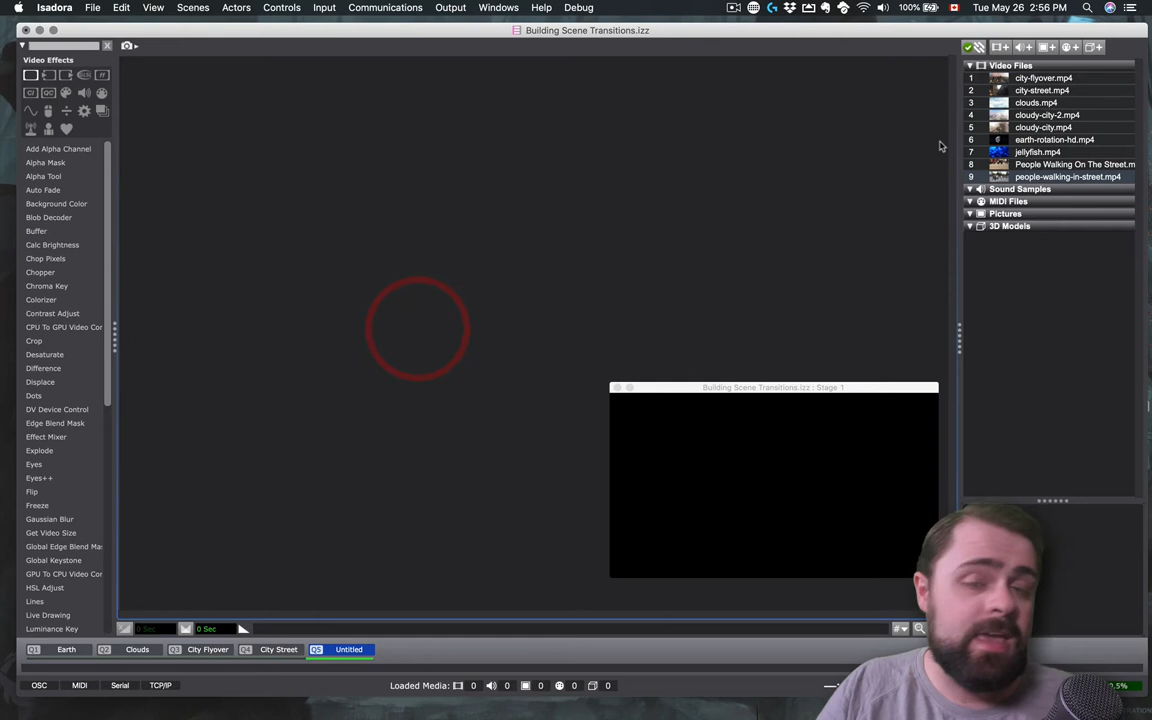 Isadora File Edit View Scenes Actors Controls Input Communications Output Windows Help Debug 100% Tue May 26 2:56 PM
Building Scene Transitions.izz
Video Effects
CI QC
Add Alpha Channel
Alpha Mask
Alpha Tool
Auto Fade
Background Color
Blob Decoder
Buffer
Calc Brightness
Chop Pixels
Chopper
Chroma Key
Colorizer
Contrast Adjust
CPU To GPU Video Con
Crop
Desaturate
Difference
Displace
Dots
DV Device Control
Edge Blend Mask
Effect Mixer
Explode
Eyes
Eyes++
Flip
Freeze
Gaussian Blur
Get Video Size
Global Edge Blend Mas
Global Keystone
GPU To CPU Video Con
HSL Adjust
Lines
Live Drawing
Luminance Key
Video Files
1 city-flyover.mp4
2 city-street.mp4
3 clouds.mp4
4 cloudy-city-2.mp4
5 cloudy-city.mp4
6 earth-rotation-hd.mp4
7 jellyfish.mp4
8 People Walking On The Street.m
9 people-walking-in-street.mp4
Sound Samples
MIDI Files
Pictures
3D Models
Building Scene Transitions.izz : Stage 1
0 Sec 0 Sec #
Q1 Earth Q2 Clouds Q3 City Flyover Q4 City Street Q5 Untitled
OSC MIDI Serial TCP/IP Loaded Media: 0 0 0 0 0